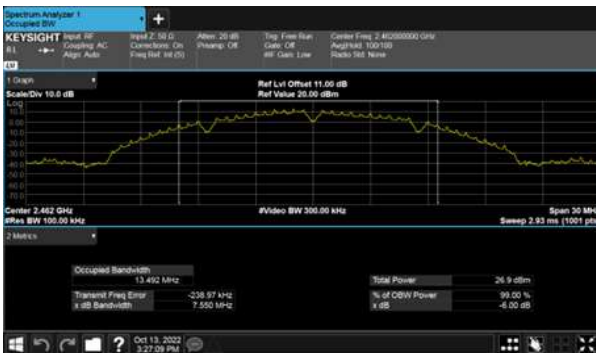 Spectrum Analyzer 1
Occupied BW
+
KEYSIGHT Input: RF Input Z: 50 Ω Atten: 20 dB Trig: Free Run Center Freq: 2.462000000 GHz
RL Coupling: AC Corrections: On Preamp: Off Gate: Off Avg|Hold: 100/100
Align: Auto Freq Ref: Int (S) #IF Gain: Low Radio Std: None
1 Graph
Scale/Div 10.0 dB
Ref Lvl Offset 11.00 dB
Ref Value 20.00 dBm
Log
10.0
0.00
-10.0
-20.0
-30.0
-40.0
-50.0
-60.0
-70.0
Center 2.462 GHz #Video BW 300.00 kHz Span 30 MH
#Res BW 100.00 kHz Sweep 2.93 ms (1001 pts
2 Metrics
Occupied Bandwidth
13.492 MHz
Total Power 26.9 dBm
Transmit Freq Error -238.97 kHz % of OBW Power 99.00 %
x dB Bandwidth 7.550 MHz x dB -6.00 dB
? Oct 13, 2022
3:27:09 PM